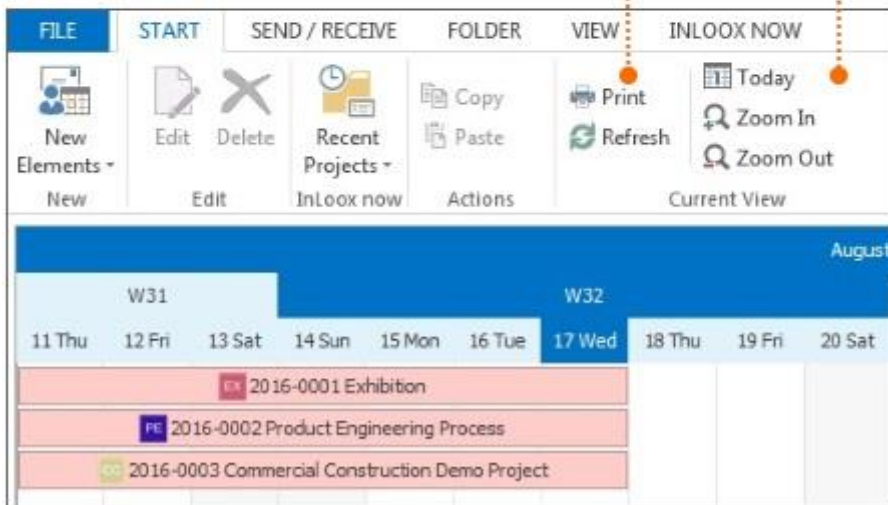 FILE START SEND / RECEIVE FOLDER VIEW INLOOX NOW
New Elements
Edit Delete
Recent Projects
Copy
Paste
Print
Refresh
Today
Zoom In
Zoom Out
New Edit InLoox now Actions Current View
August
W31 W32
11 Thu 12 Fri 13 Sat 14 Sun 15 Mon 16 Tue 17 Wed 18 Thu 19 Fri 20 Sat
EX 2016-0001 Exhibition
PE 2016-0002 Product Engineering Process
2016-0003 Commercial Construction Demo Project